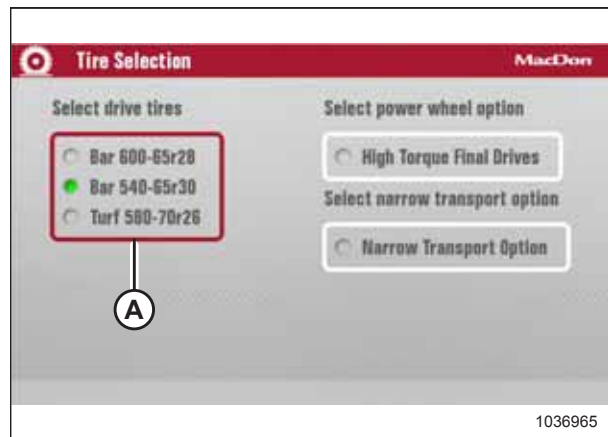 Tire Selection
MacDon
Select drive tires
Bar 600-65r28
Bar 540-65r30
Turf 580-70r26
Select power wheel option
High Torque Final Drives
Select narrow transport option
Narrow Transport Option
A
1036965